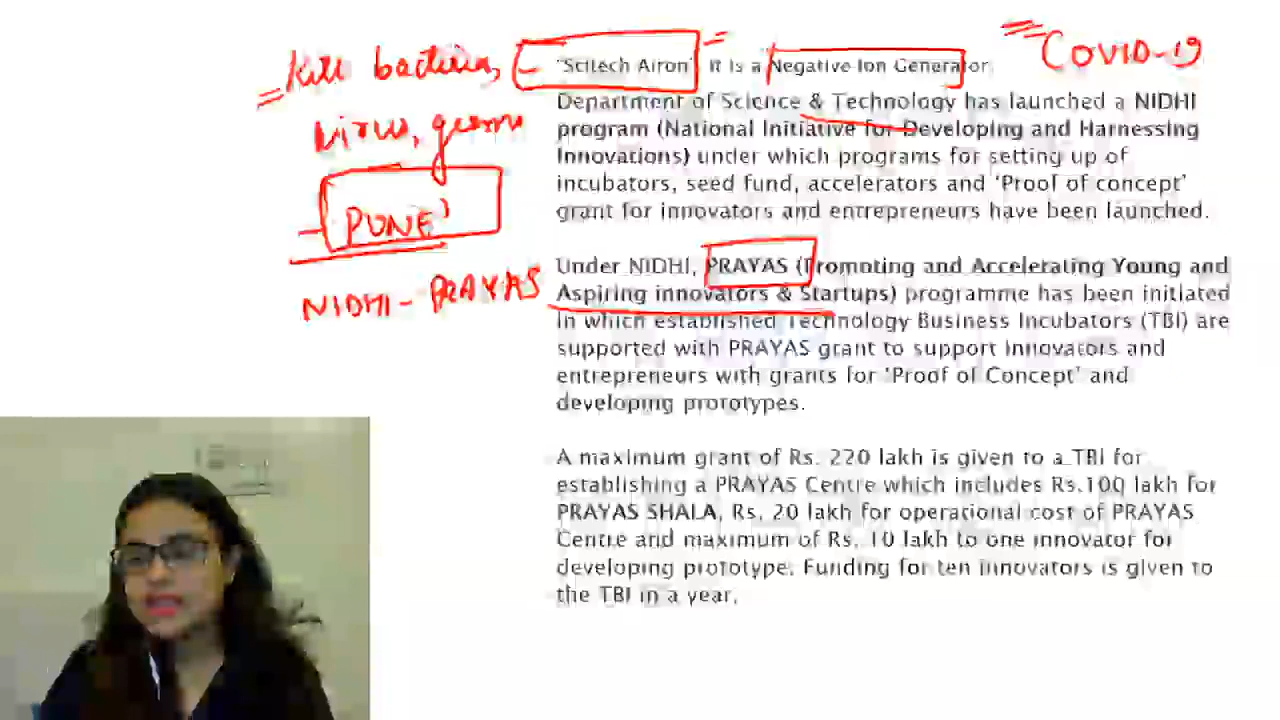 Kill bacteria,
virus, germs
PUNE
NIDHI - PRAYAS
COVID-19
'Scitech Airon' It is a Negative Ion Generator.
Department of Science & Technology has launched a NIDHI
program (National Initiative for Developing and Harnessing
Innovations) under which programs for setting up of
incubators, seed fund, accelerators and 'Proof of concept'
grant for innovators and entrepreneurs have been launched.
Under NIDHI, PRAYAS (Promoting and Accelerating Young and
Aspiring innovators & Startups) programme has been initiated
in which established Technology Business Incubators (TBI) are
supported with PRAYAS grant to support innovators and
entrepreneurs with grants for 'Proof of Concept' and
developing prototypes.
A maximum grant of Rs. 220 lakh is given to a TBI for
establishing a PRAYAS Centre which includes Rs.100 lakh for
PRAYAS SHALA, Rs. 20 lakh for operational cost of PRAYAS
Centre and maximum of Rs. 10 lakh to one innovator for
developing prototype. Funding for ten innovators is given to
the TBI in a year.